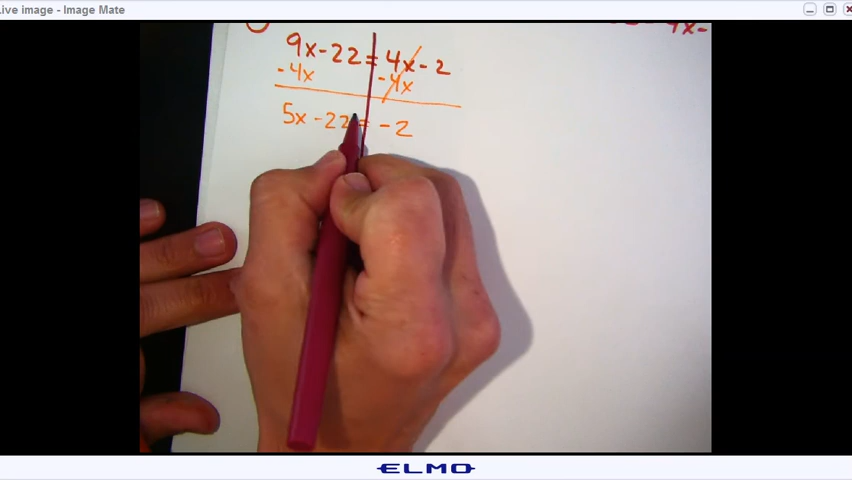 Live image - Image Mate
9x-22=4x-2
-4x -4x
5x-22=-2
ELMO